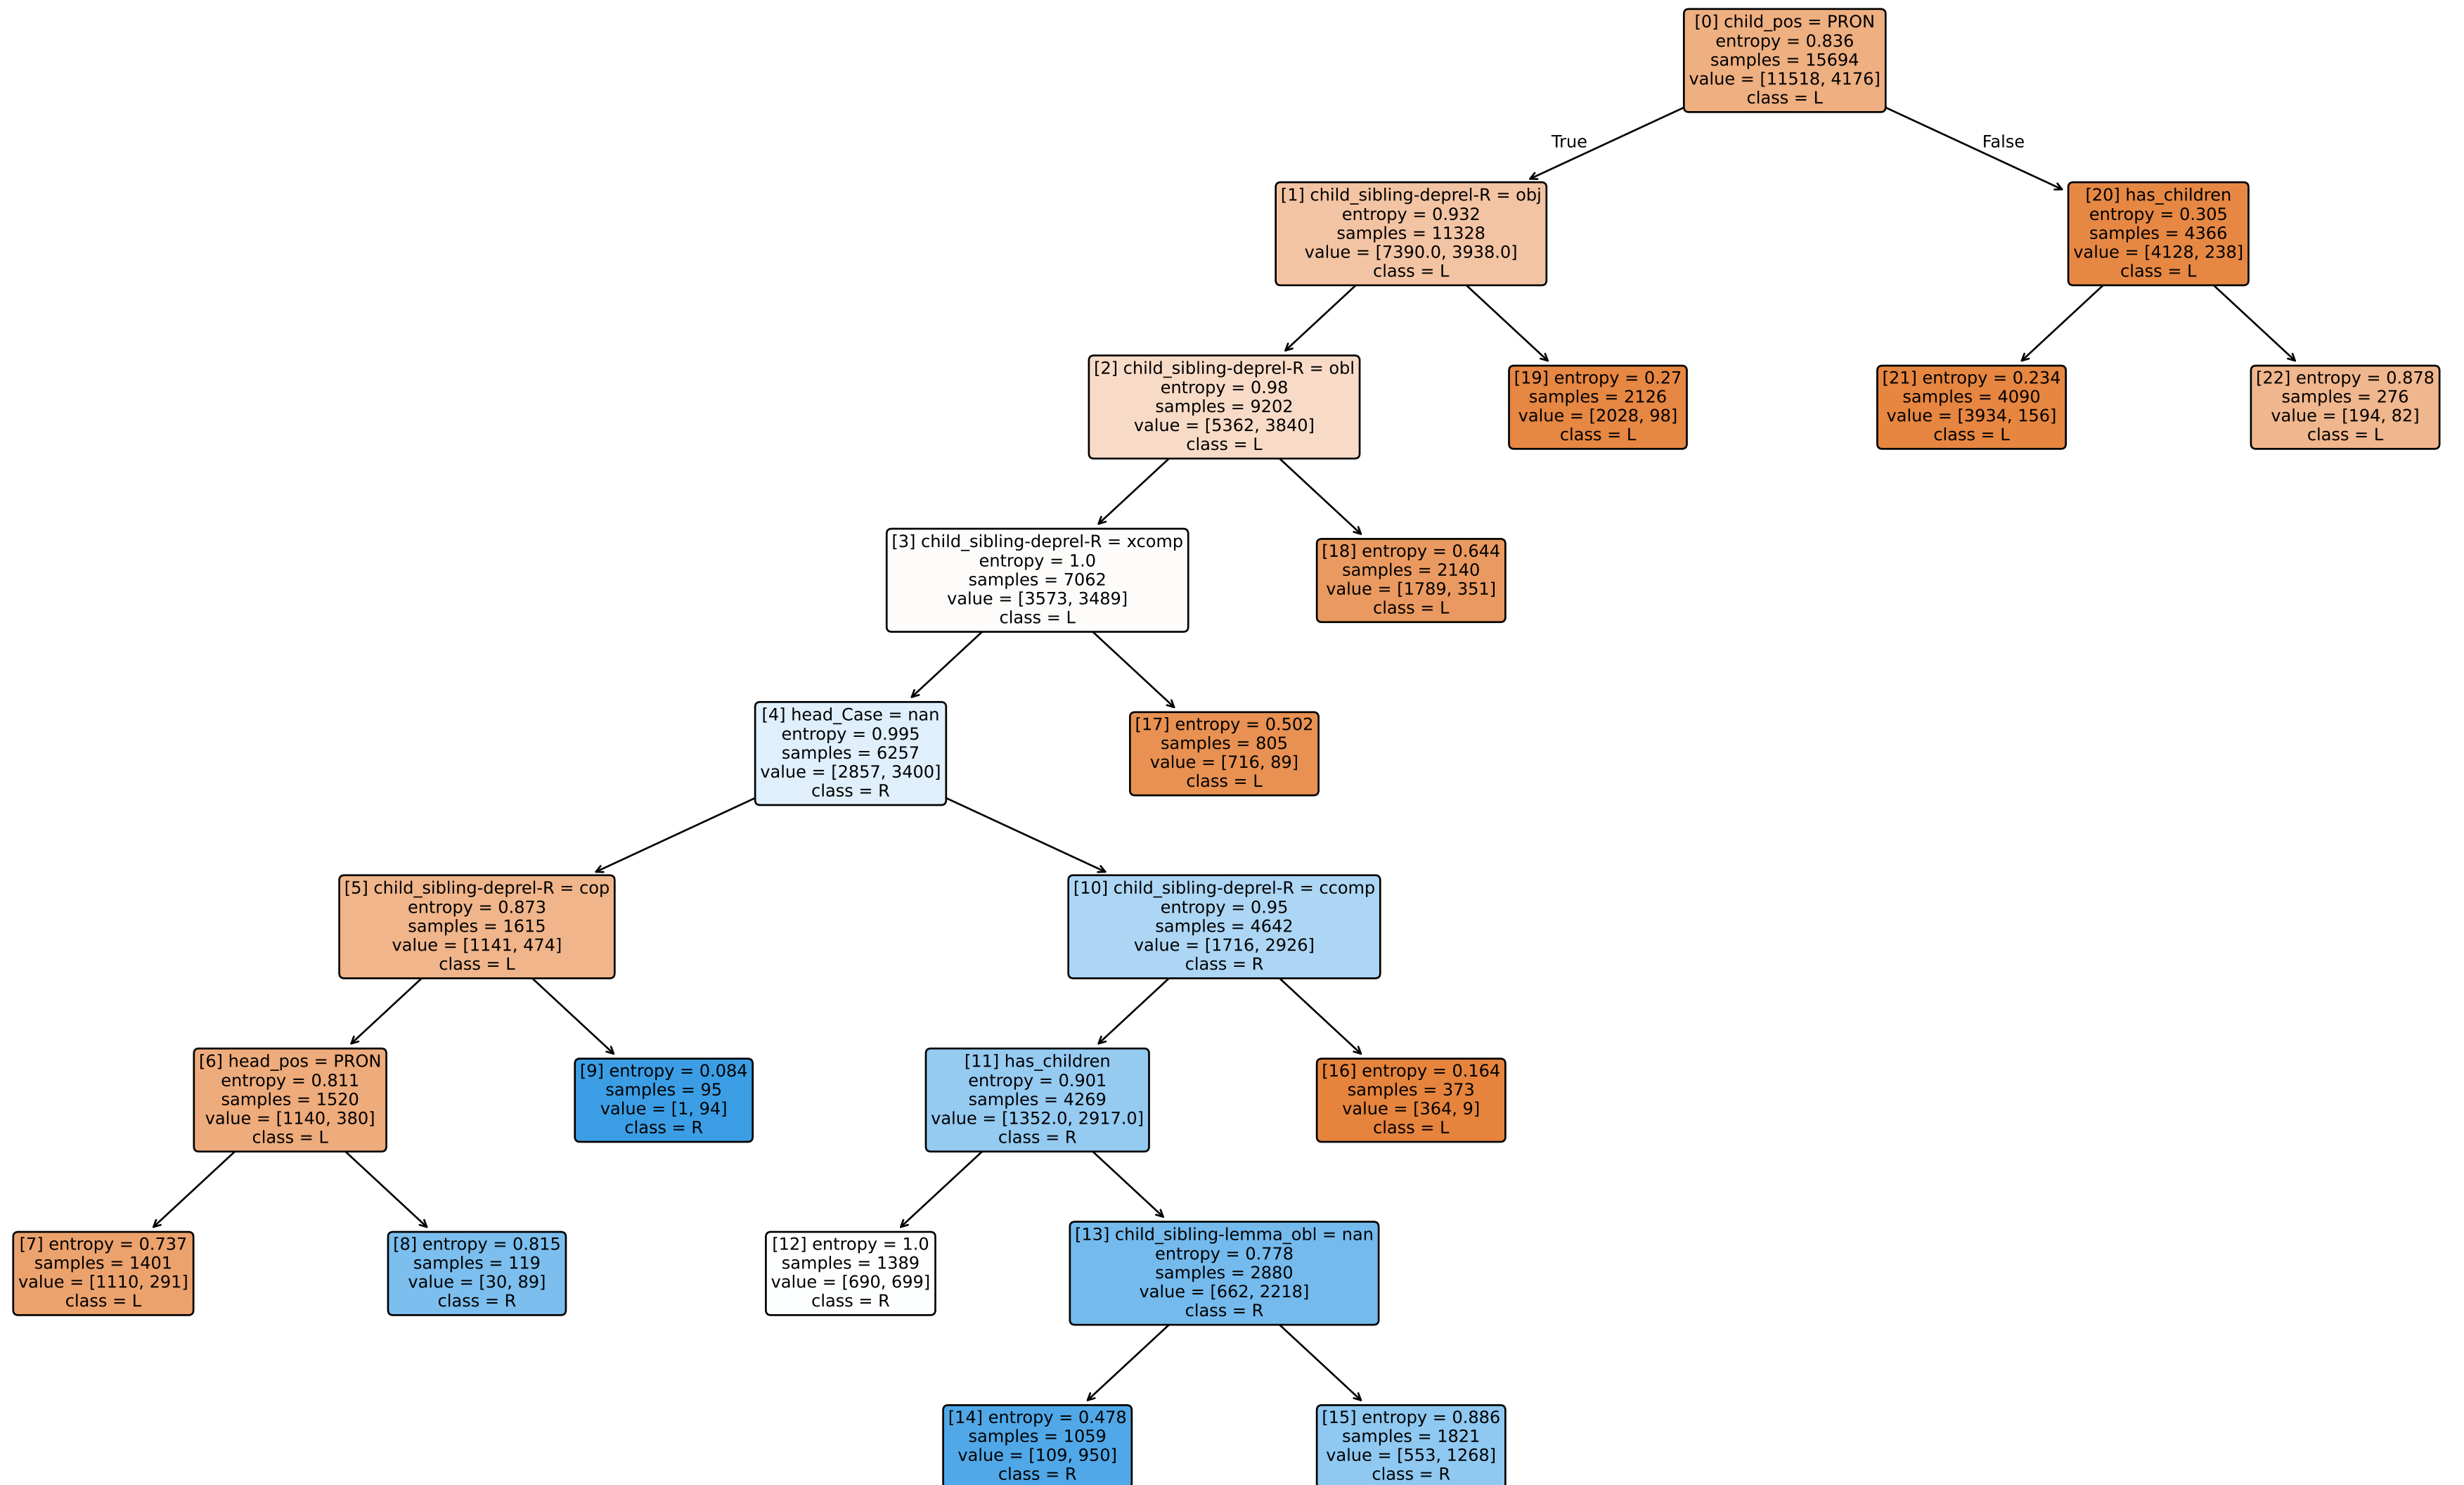 [0] child_pos = PRON
entropy = 0.836
samples = 15694
value = [11518, 4176]
class = L
True
False
[1] child_sibling-deprel-R = obj
entropy = 0.932
samples = 11328
value = [7390.0, 3938.0]
class = L
[20] has_children
entropy = 0.305
samples = 4366
value = [4128, 238]
class = L
[2] child_sibling-deprel-R = obl
entropy = 0.98
samples = 9202
value = [5362, 3840]
class = L
[19] entropy = 0.27
samples = 2126
value = [2028, 98]
class = L
[21] entropy = 0.234
samples = 4090
value = [3934, 156]
class = L
[22] entropy = 0.878
samples = 276
value = [194, 82]
class = L
[3] child_sibling-deprel-R = xcomp
entropy = 1.0
samples = 7062
value = [3573, 3489]
class = L
[18] entropy = 0.644
samples = 2140
value = [1789, 351]
class = L
[4] head_Case = nan
entropy = 0.995
samples = 6257
value = [2857, 3400]
class = R
[17] entropy = 0.502
samples = 805
value = [716, 89]
class = L
[5] child_sibling-deprel-R = cop
entropy = 0.873
samples = 1615
value = [1141, 474]
class = L
[10] child_sibling-deprel-R = ccomp
entropy = 0.95
samples = 4642
value = [1716, 2926]
class = R
[6] head_pos = PRON
entropy = 0.811
samples = 1520
value = [1140, 380]
class = L
[9] entropy = 0.084
samples = 95
value = [1, 94]
class = R
[11] has_children
entropy = 0.901
samples = 4269
value = [1352.0, 2917.0]
class = R
[16] entropy = 0.164
samples = 373
value = [364, 9]
class = L
[7] entropy = 0.737
samples = 1401
value = [1110, 291]
class = L
[8] entropy = 0.815
samples = 119
value = [30, 89]
class = R
[12] entropy = 1.0
samples = 1389
value = [690, 699]
class = R
[13] child_sibling-lemma_obl = nan
entropy = 0.778
samples = 2880
value = [662, 2218]
class = R
[14] entropy = 0.478
samples = 1059
value = [109, 950]
class = R
[15] entropy = 0.886
samples = 1821
value = [553, 1268]
class = R